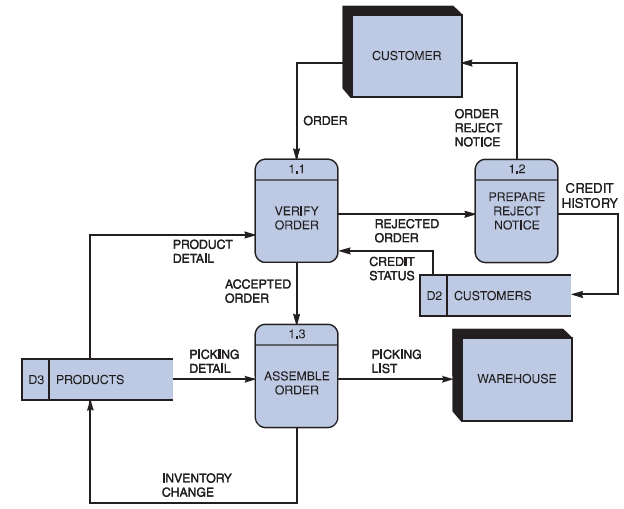 CUSTOMER
ORDER
ORDER
REJECT
NOTICE
1.1
VERIFY
ORDER
1.2
PREPARE
REJECT
NOTICE
CREDIT
HISTORY
REJECTED
ORDER
PRODUCT
DETAIL
CREDIT
STATUS
ACCEPTED
ORDER
D2 CUSTOMERS
1.3
ASSEMBLE
ORDER
D3 PRODUCTS
PICKING
DETAIL
PICKING
LIST
WAREHOUSE
INVENTORY
CHANGE